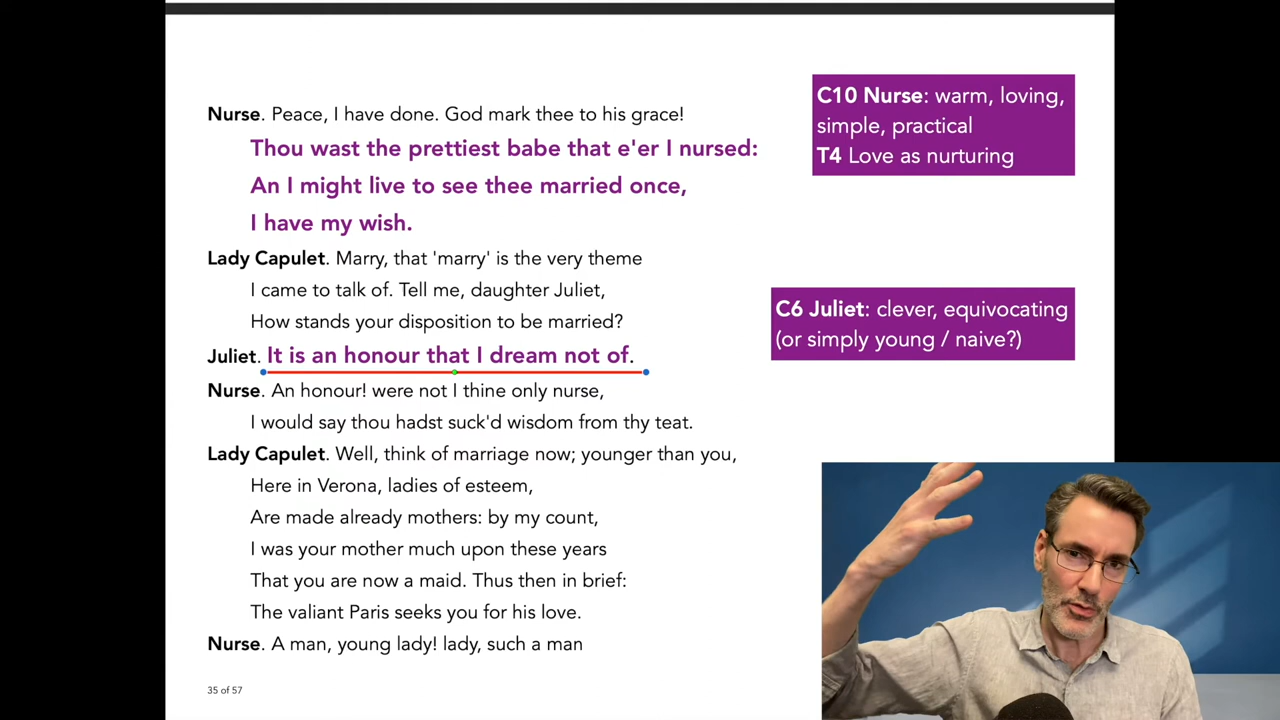 Nurse. Peace, I have done. God mark thee to his grace!
Thou wast the prettiest babe that e'er I nursed:
An I might live to see thee married once,
I have my wish.
Lady Capulet. Marry, that 'marry' is the very theme
I came to talk of. Tell me, daughter Juliet,
How stands your disposition to be married?
Juliet. It is an honour that I dream not of.
Nurse. An honour! were not I thine only nurse,
I would say thou hadst suck'd wisdom from thy teat.
Lady Capulet. Well, think of marriage now; younger than you,
Here in Verona, ladies of esteem,
Are made already mothers: by my count,
I was your mother much upon these years
That you are now a maid. Thus then in brief:
The valiant Paris seeks you for his love.
Nurse. A man, young lady! lady, such a man
35 of 57
C10 Nurse: warm, loving,
simple, practical
T4 Love as nurturing
C6 Juliet: clever, equivocating
(or simply young / naive?)